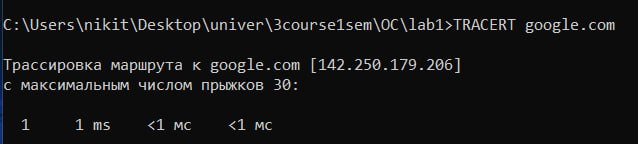 C:\Users\nikit\Desktop\univer\3course1sem\OC\lab1>TRACERT google.com
Трассировка маршрута к google.com [142.250.179.206]
с максимальным числом прыжков 30:
1 1 ms <1 мс <1 мс